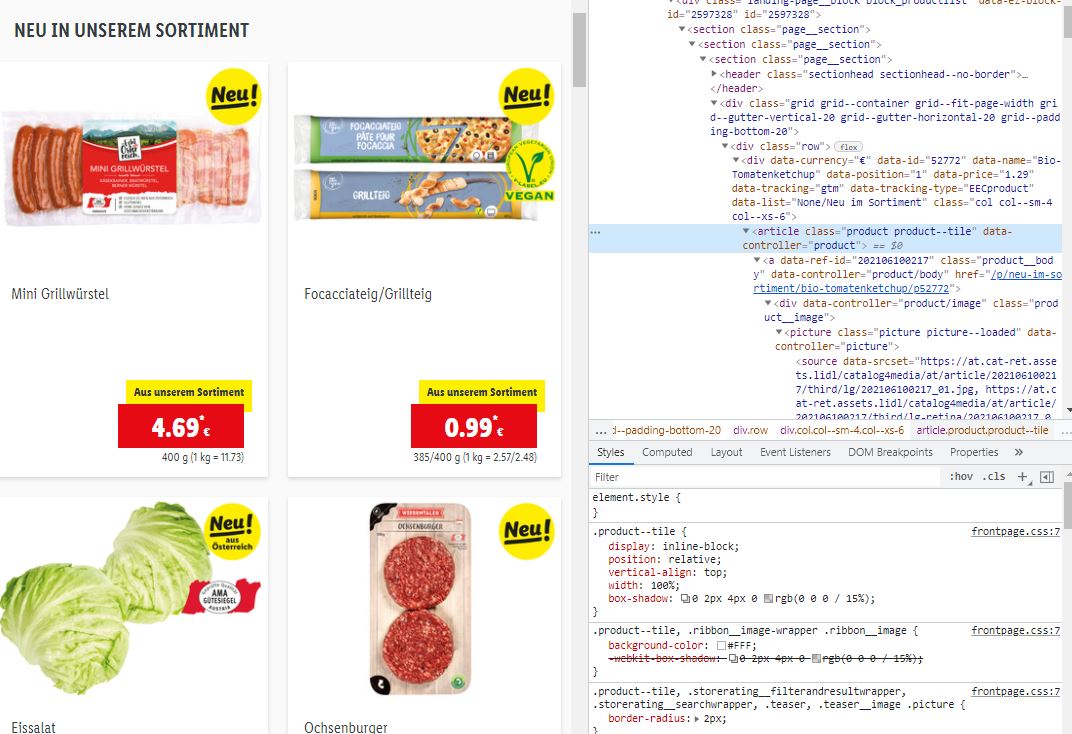 NEU IN UNSEREM SORTIMENT
Neu!
MINI GRILLWÜRSTEL
Mini Grillwürstel
Aus unserem Sortiment
4.69*€
400 g (1 kg = 11.73)
Neu!
FOCACCIATEIG
PÂTE POUR
FOCACCIA
GRILLTEIG
VEGAN
Focacciateig/Grillteig
Aus unserem Sortiment
0.99*€
385/400 g (1 kg = 2.57/2.48)
Neu!
aus
Österreich
AMA
GÜTESIEGEL
AUSTRIA
Eissalat
WIESENTALER
OCHSENBURGER
Neu!
Ochsenburger
<div class="landing-page__block block_productlist" data-ez-block-
id="2597328" id="2597328">
▼<section class="page__section">
▼<section class="page__section">
▼<section class="page__section">
▶<header class="sectionhead sectionhead--no-border">…
</header>
▼<div class="grid grid--container grid--fit-page-width gri
d--gutter-vertical-20 grid--gutter-horizontal-20 grid--padd
ing-bottom-20">
▼<div class="row"> flex
▼<div data-currency="€" data-id="52772" data-name="Bio-
Tomatenketchup" data-position="1" data-price="1.29"
data-tracking="gtm" data-tracking-type="EECproduct"
data-list="None/Neu im Sortiment" class="col col--sm-4
col--xs-6">
… ▼<article class="product product--tile" data-
controller="product"> == $0
▼<a data-ref-id="202106100217" class="product__bod
y" data-controller="product/body" href="/p/neu-im-so
rtiment/bio-tomatenketchup/p52772">
▼<div data-controller="product/image" class="prod
uct__image">
▼<picture class="picture picture--loaded" data-
controller="picture">
<source data-srcset="https://at.cat-ret.asse
ts.lidl/catalog4media/at/article/20210610021
7/third/lg/202106100217_01.jpg, https://at.c
at-ret.assets.lidl/catalog4media/at/article/
202106100217/third/lg-retina/202106100217_0
… d--padding-bottom-20 div.row div.col.col--sm-4.col--xs-6 article.product.product--tile …
Styles Computed Layout Event Listeners DOM Breakpoints Properties »
Filter :hov .cls +
element.style {
}
.product--tile { frontpage.css:7
display: inline-block;
position: relative;
vertical-align: top;
width: 100%;
box-shadow: 0 2px 4px 0 rgb(0 0 0 / 15%);
}
.product--tile, .ribbon__image-wrapper .ribbon__image { frontpage.css:7
background-color: #FFF;
-webkit-box-shadow: 0 2px 4px 0 rgb(0 0 0 / 15%);
}
.product--tile, .storerating__filterandresultwrapper, frontpage.css:7
.storerating__searchwrapper, .teaser, .teaser__image .picture {
border-radius: ▶ 2px;
}